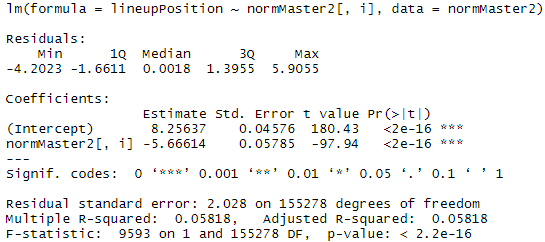 lm(formula = lineupPosition ~ normMaster2[, i], data = normMaster2)
Residuals:
Min 1Q Median 3Q Max
-4.2023 -1.6611 0.0018 1.3955 5.9055
Coefficients:
Estimate Std. Error t value Pr(>|t|)
(Intercept) 8.25637 0.04576 180.43 <2e-16 ***
normMaster2[, i] -5.66614 0.05785 -97.94 <2e-16 ***
---
Signif. codes: 0 ‘***’ 0.001 ‘**’ 0.01 ‘*’ 0.05 ‘.’ 0.1 ‘ ’ 1
Residual standard error: 2.028 on 155278 degrees of freedom
Multiple R-squared: 0.05818, Adjusted R-squared: 0.05818
F-statistic: 9593 on 1 and 155278 DF, p-value: < 2.2e-16